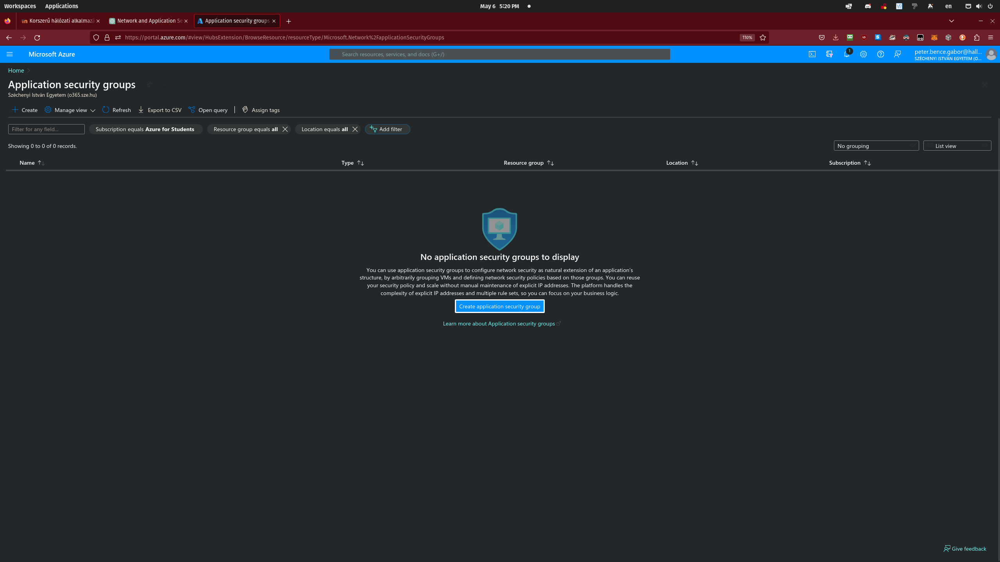 Workspaces Applications May 6 5:20 PM en
Korszerű hálózati alkalmazá Network and Application Se Application security groups
https://portal.azure.com/#view/HubsExtension/BrowseResource/resourceType/Microsoft.Network%2FapplicationSecurityGroups 110%
Microsoft Azure Search resources, services, and docs (G+/) 1 peter.bence.gabor@hall...
SZÉCHENYI ISTVÁN EGYETEM (O...
Home
Application security groups
Széchenyi István Egyetem (o365.sze.hu)
Create Manage view Refresh Export to CSV Open query Assign tags
Filter for any field... Subscription equals Azure for Students Resource group equals all Location equals all Add filter
Showing 0 to 0 of 0 records. No grouping List view
Name Type Resource group Location Subscription
No application security groups to display
You can use application security groups to configure network security as natural extension of an application's
structure, by arbitrarily grouping VMs and defining network security policies based on those groups. You can reuse
your security policy and scale without manual maintenance of explicit IP addresses. The platform handles the
complexity of explicit IP addresses and multiple rule sets, so you can focus on your business logic.
Create application security group
Learn more about Application security groups
Give feedback